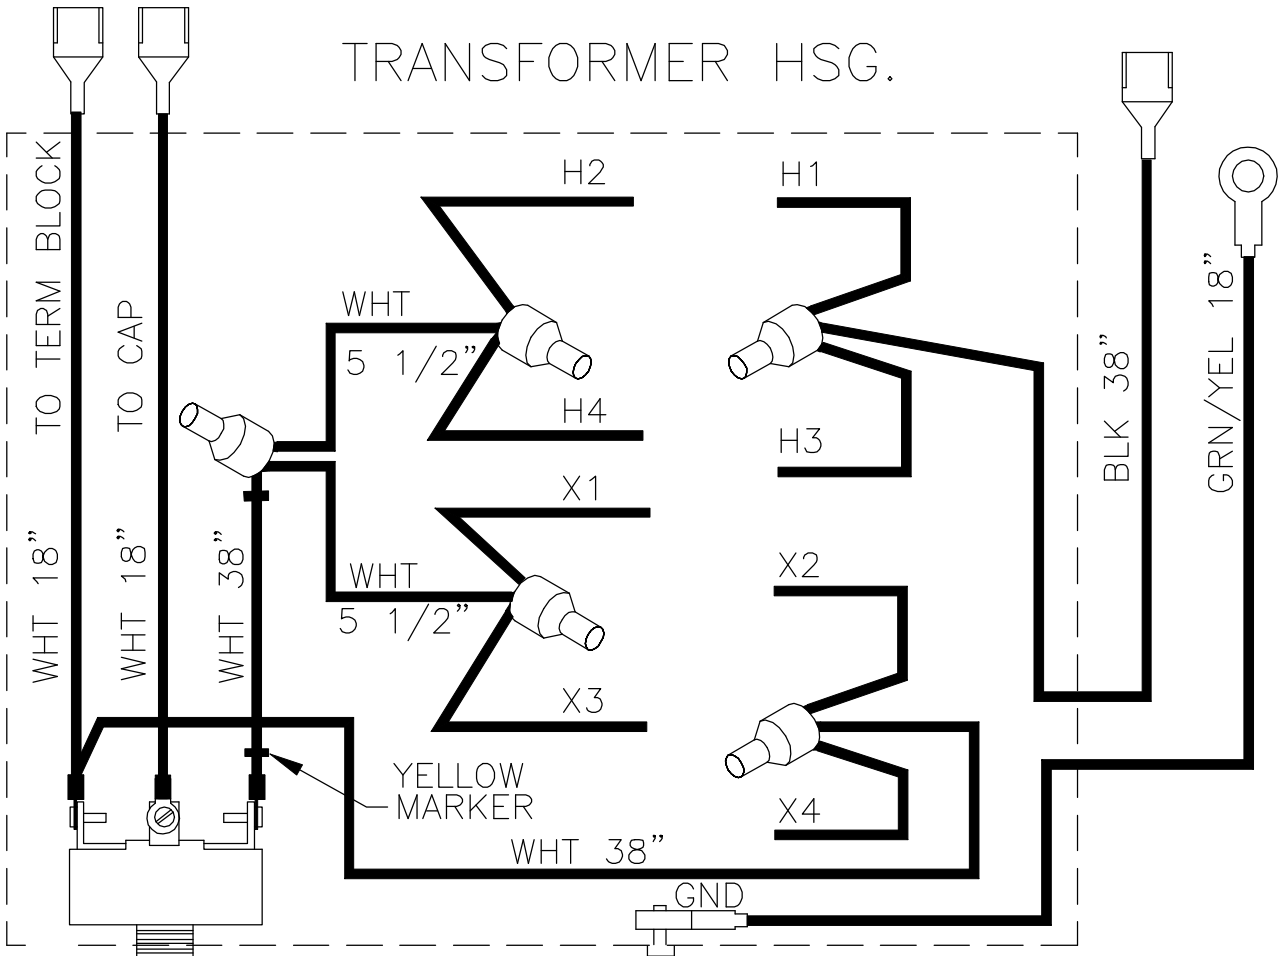 TRANSFORMER HSG.
H2
H1
WHT
5 1/2"
H4
H3
X1
X2
WHT
5 1/2"
X3
X4
WHT 18" TO TERM BLOCK
WHT 18" TO CAP
WHT 38"
BLK 38"
GRN/YEL 18"
YELLOW
MARKER
WHT 38"
GND